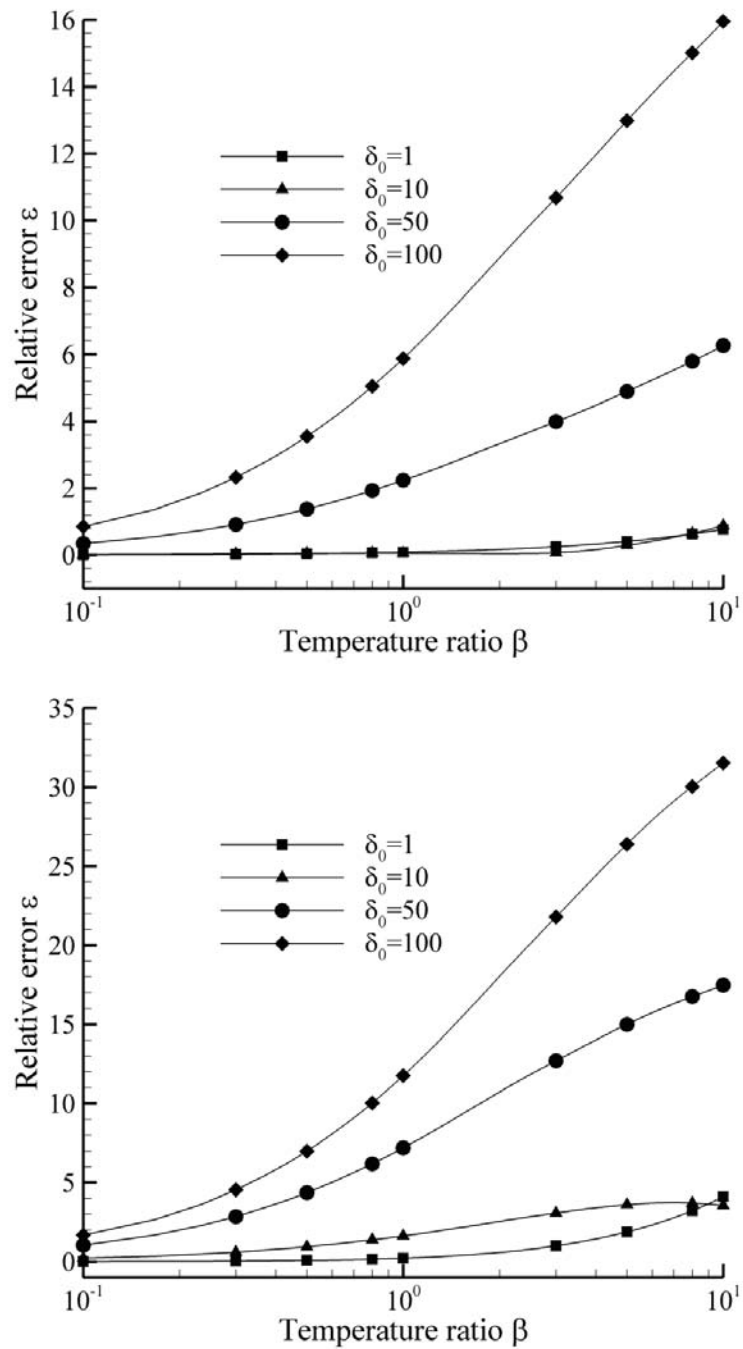 16
14
12
10
8
6
4
2
0
Relative error ε
δ₀=1
δ₀=10
δ₀=50
δ₀=100
10⁻¹ 10⁰ 10¹
Temperature ratio β
35
30
25
20
15
10
5
0
Relative error ε
δ₀=1
δ₀=10
δ₀=50
δ₀=100
10⁻¹ 10⁰ 10¹
Temperature ratio β